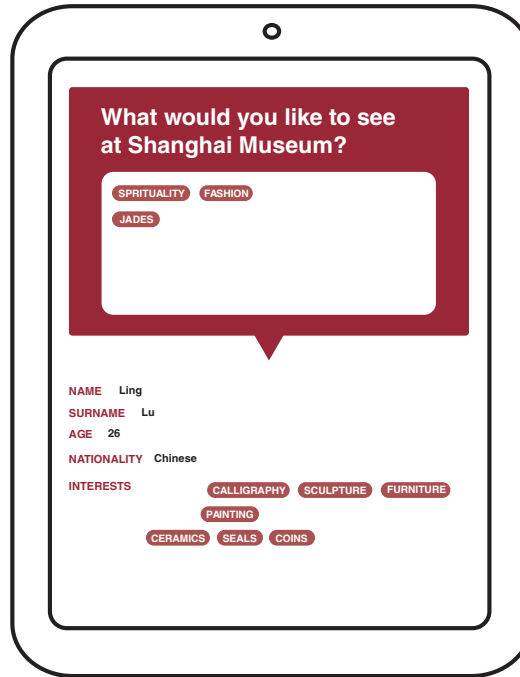 What would you like to see
at Shanghai Museum?
SPRITUALITY FASHION
JADES
NAME Ling
SURNAME Lu
AGE 26
NATIONALITY Chinese
INTERESTS CALLIGRAPHY SCULPTURE FURNITURE
PAINTING
CERAMICS SEALS COINS